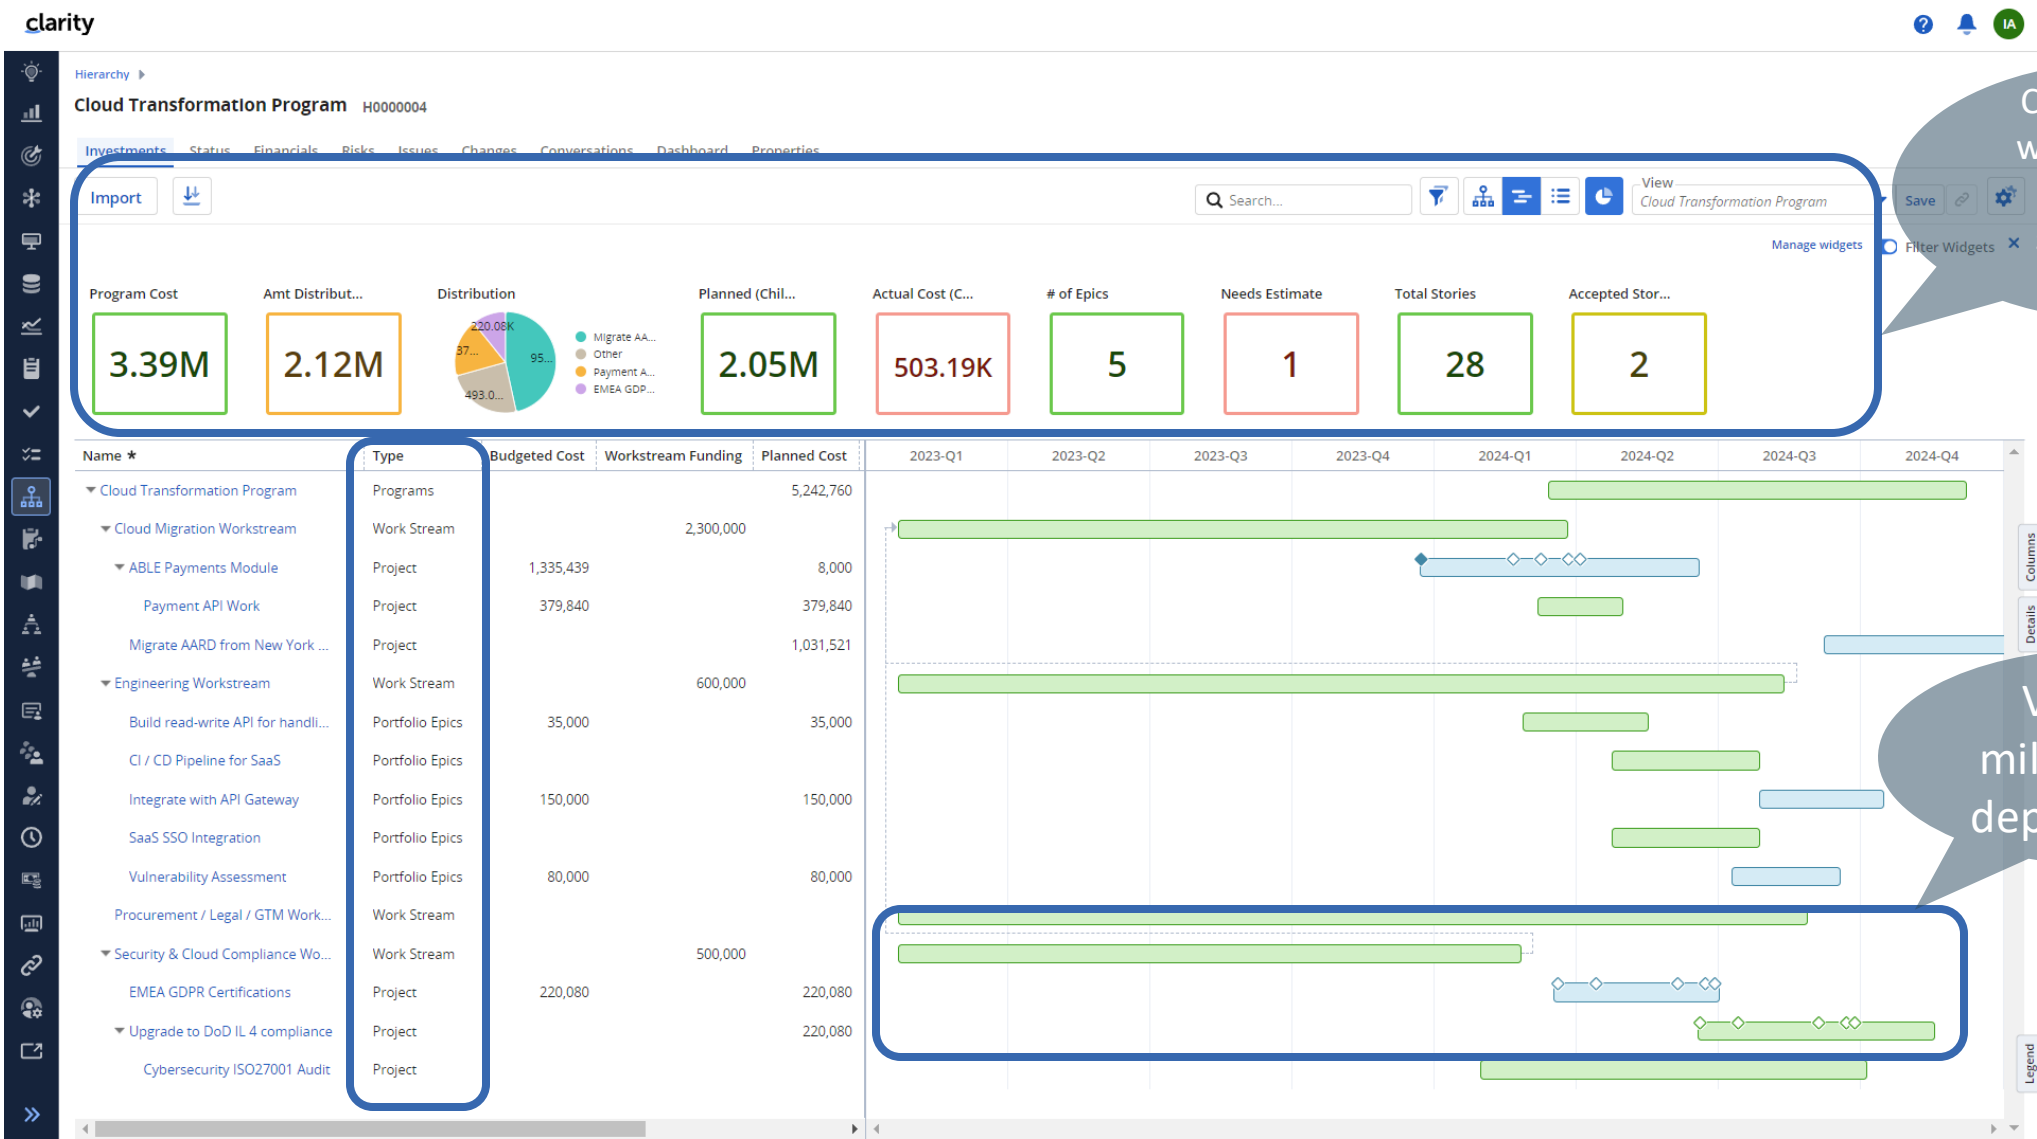 clarity
IA
Hierarchy
Cloud Transformation Program H0000004
Investments Status Financials Risks Issues Changes Conversations Dashboard Properties
Import
Search...
View
Cloud Transformation Program
Save
Manage widgets
Filter Widgets
Program Cost
3.39M
Amt Distribut...
2.12M
Distribution
220.08K
37...
95...
493.0...
Migrate AA...
Other
Payment A...
EMEA GDP...
Planned (Chil...
2.05M
Actual Cost (C...
503.19K
# of Epics
5
Needs Estimate
1
Total Stories
28
Accepted Stor...
2
Name * Type Budgeted Cost Workstream Funding Planned Cost 2023-Q1 2023-Q2 2023-Q3 2023-Q4 2024-Q1 2024-Q2 2024-Q3 2024-Q4
Cloud Transformation Program Programs 5,242,760
Cloud Migration Workstream Work Stream 2,300,000
ABLE Payments Module Project 1,335,439 8,000
Payment API Work Project 379,840 379,840
Migrate AARD from New York ... Project 1,031,521
Engineering Workstream Work Stream 600,000
Build read-write API for handli... Portfolio Epics 35,000 35,000
CI / CD Pipeline for SaaS Portfolio Epics
Integrate with API Gateway Portfolio Epics 150,000 150,000
SaaS SSO Integration Portfolio Epics
Vulnerability Assessment Portfolio Epics 80,000 80,000
Procurement / Legal / GTM Work... Work Stream
Security & Cloud Compliance Wo... Work Stream 500,000
EMEA GDPR Certifications Project 220,080 220,080
Upgrade to DoD IL 4 compliance Project 220,080
Cybersecurity ISO27001 Audit Project
Columns
Details
Legend